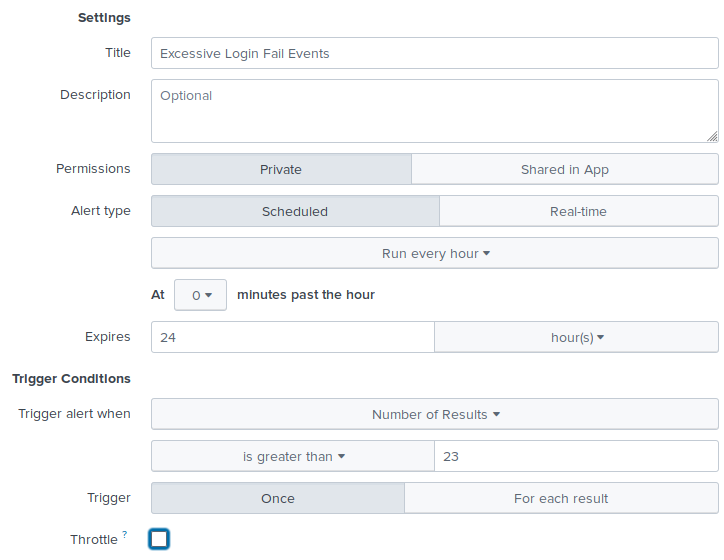 Settings
Title Excessive Login Fail Events
Description Optional
Permissions Private Shared in App
Alert type Scheduled Real-time
Run every hour
At 0 minutes past the hour
Expires 24 hour(s)
Trigger Conditions
Trigger alert when Number of Results
is greater than 23
Trigger Once For each result
Throttle ?